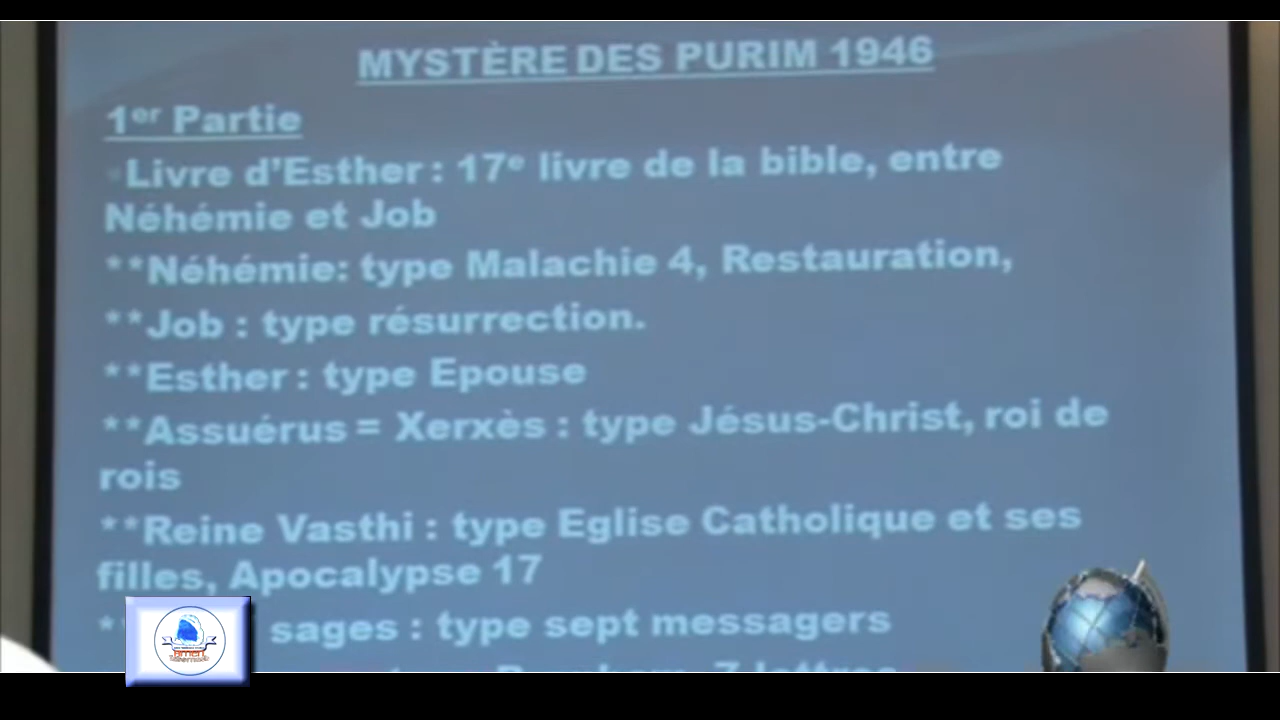 MYSTÈRE DES PURIM 1946
1er Partie
Livre d'Esther : 17e livre de la bible, entre
Néhémie et Job
**Néhémie: type Malachie 4, Restauration,
**Job : type résurrection.
**Esther : type Epouse
**Assuérus = Xerxès : type Jésus-Christ, roi de
rois
**Reine Vasthi : type Eglise Catholique et ses
filles, Apocalypse 17
** sages : type sept messagers
7 lettres